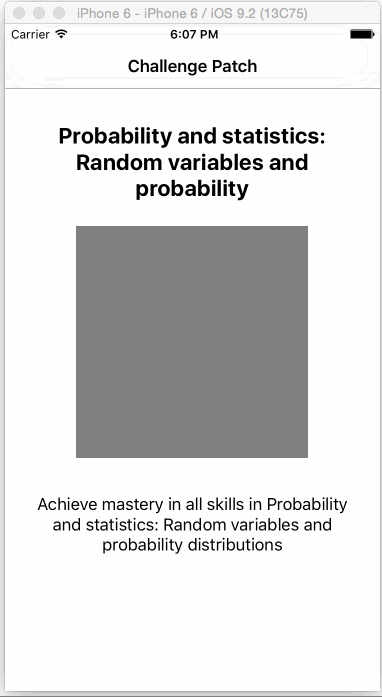 iPhone 6 - iPhone 6 / iOS 9.2 (13C75)
Carrier 6:07 PM
Challenge Patch
Probability and statistics:
Random variables and
probability
Achieve mastery in all skills in Probability
and statistics: Random variables and
probability distributions